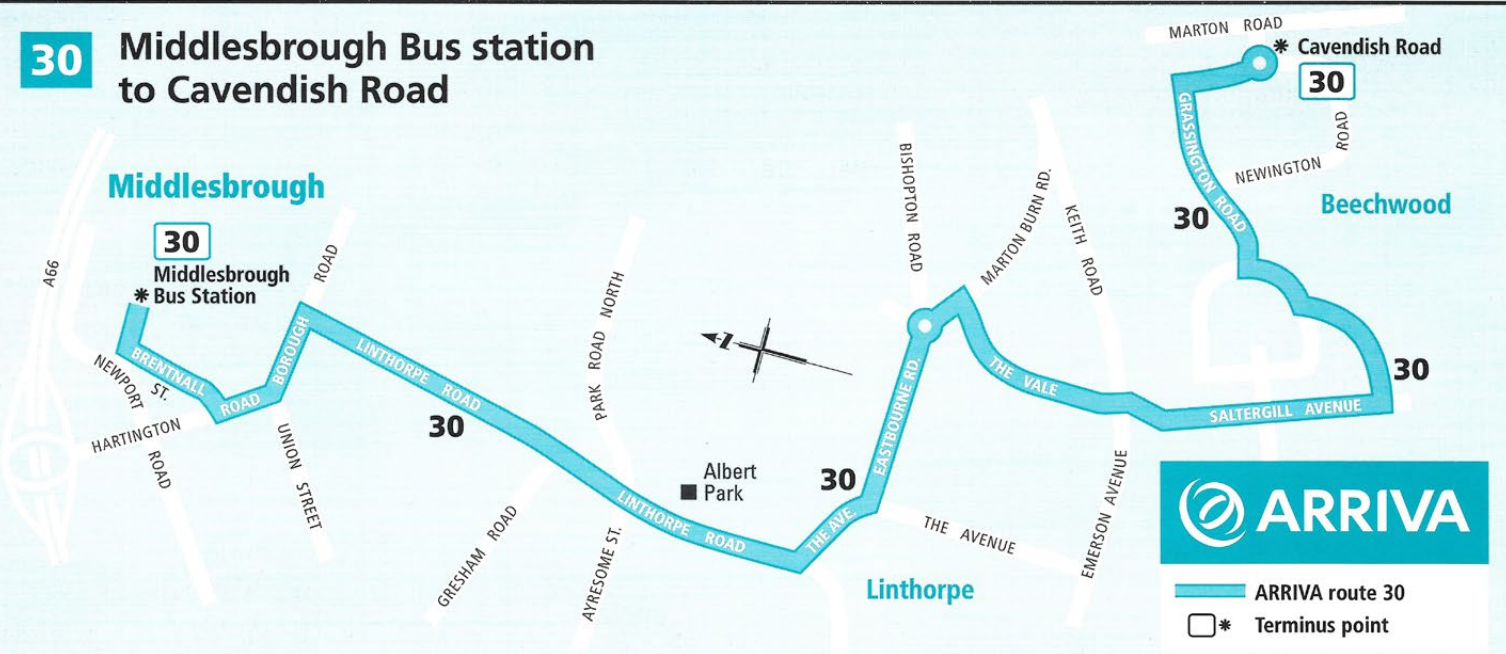 30
Middlesbrough Bus station
to Cavendish Road
MARTON ROAD
Cavendish Road
30
GRASSINGTON ROAD
NEWINGTON ROAD
Beechwood
30
Middlesbrough
30
Middlesbrough
Bus Station
A66
ROAD
BISHOPTON ROAD
MARTON BURN RD.
KEITH ROAD
PARK ROAD NORTH
BRENTNALL
ST.
ROAD
BOROUGH
NEWPORT
ROAD
HARTINGTON
UNION STREET
LINTHORPE ROAD
30
THE VALE
30
SALTERGILL AVENUE
EASTBOURNE RD.
Albert
Park
30
LINTHORPE ROAD
THE AVE.
THE AVENUE
EMERSON AVENUE
GRESHAM ROAD
AYRESOME ST.
Linthorpe
ARRIVA
ARRIVA route 30
Terminus point